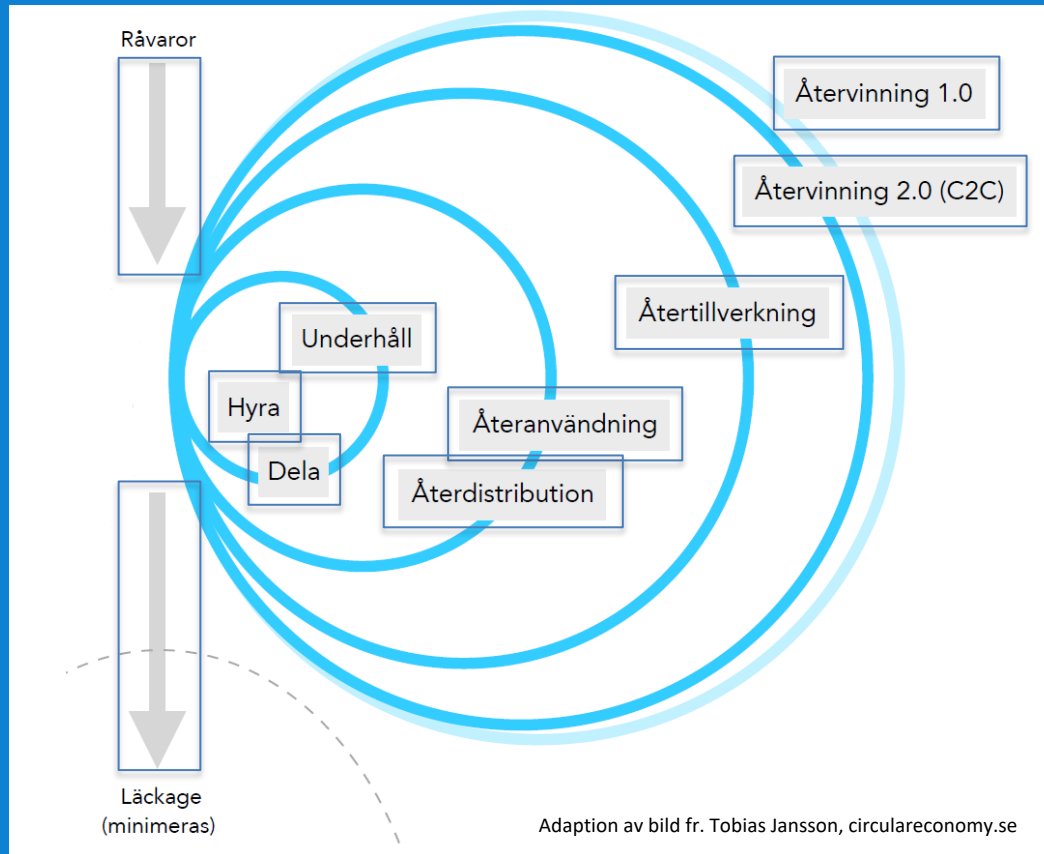 Råvaror
Återvinning 1.0
Återvinning 2.0 (C2C)
Återtillverkning
Underhåll
Hyra
Återanvändning
Dela
Återdistribution
Läckage
(minimeras)
Adaption av bild fr. Tobias Jansson, circulareconomy.se